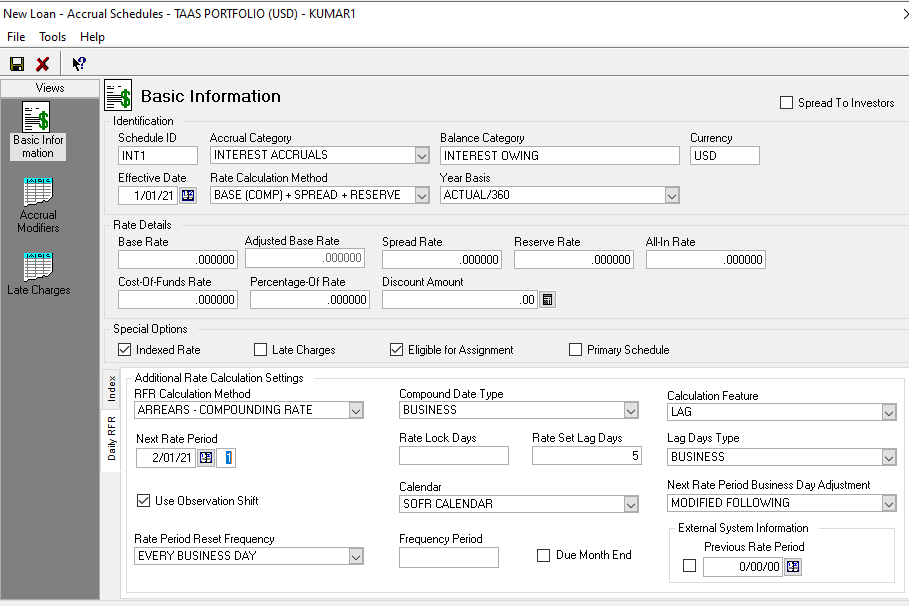 New Loan - Accrual Schedules - TAAS PORTFOLIO (USD) - KUMAR1
File Tools Help
Views
Basic Information
Spread To Investors
Basic Infor
mation
Accrual
Modifiers
Late Charges
Identification
Schedule ID Accrual Category Balance Category Currency
INT1 INTEREST ACCRUALS INTEREST OWING USD
Effective Date Rate Calculation Method Year Basis
1/01/21 BASE (COMP) + SPREAD + RESERVE ACTUAL/360
Rate Details
Base Rate Adjusted Base Rate Spread Rate Reserve Rate All-In Rate
.000000 .000000 .000000 .000000 .000000
Cost-Of-Funds Rate Percentage-Of Rate Discount Amount
.000000 .000000 .00
Special Options
Indexed Rate Late Charges Eligible for Assignment Primary Schedule
Index
Daily RFR
Additional Rate Calculation Settings
RFR Calculation Method Compound Date Type Calculation Feature
ARREARS - COMPOUNDING RATE BUSINESS LAG
Next Rate Period Rate Lock Days Rate Set Lag Days Lag Days Type
2/01/21 1 5 BUSINESS
Use Observation Shift Calendar Next Rate Period Business Day Adjustment
SOFR CALENDAR MODIFIED FOLLOWING
Rate Period Reset Frequency Frequency Period External System Information
EVERY BUSINESS DAY Due Month End Previous Rate Period
0/00/00